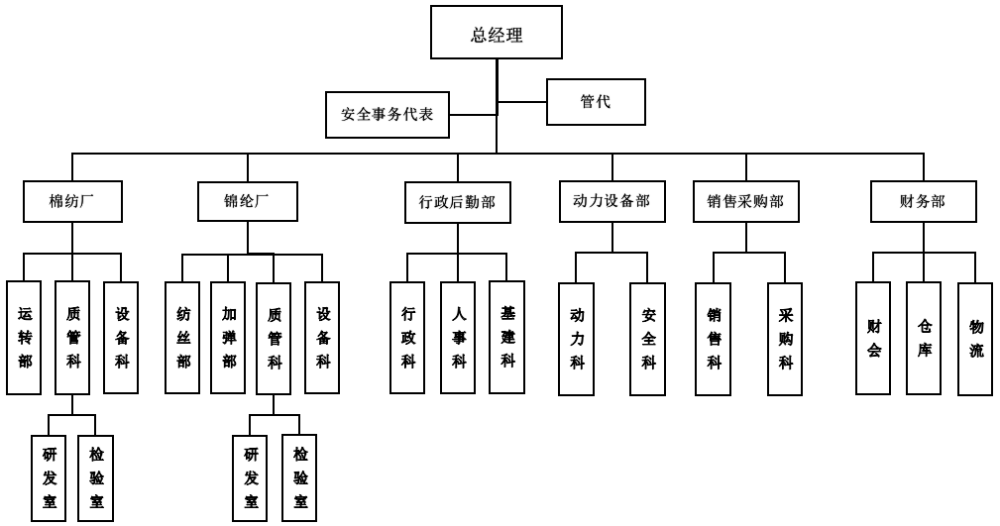 总经理
管代
安全事务代表
棉纺厂
锦纶厂
行政后勤部
动力设备部
销售采购部
财务部
运转部
质管科
设备科
纺丝部
加弹部
质管科
设备科
行政科
人事科
基建科
动力科
安全科
销售科
采购科
财会
仓库
物流
研发室
检验室
研发室
检验室